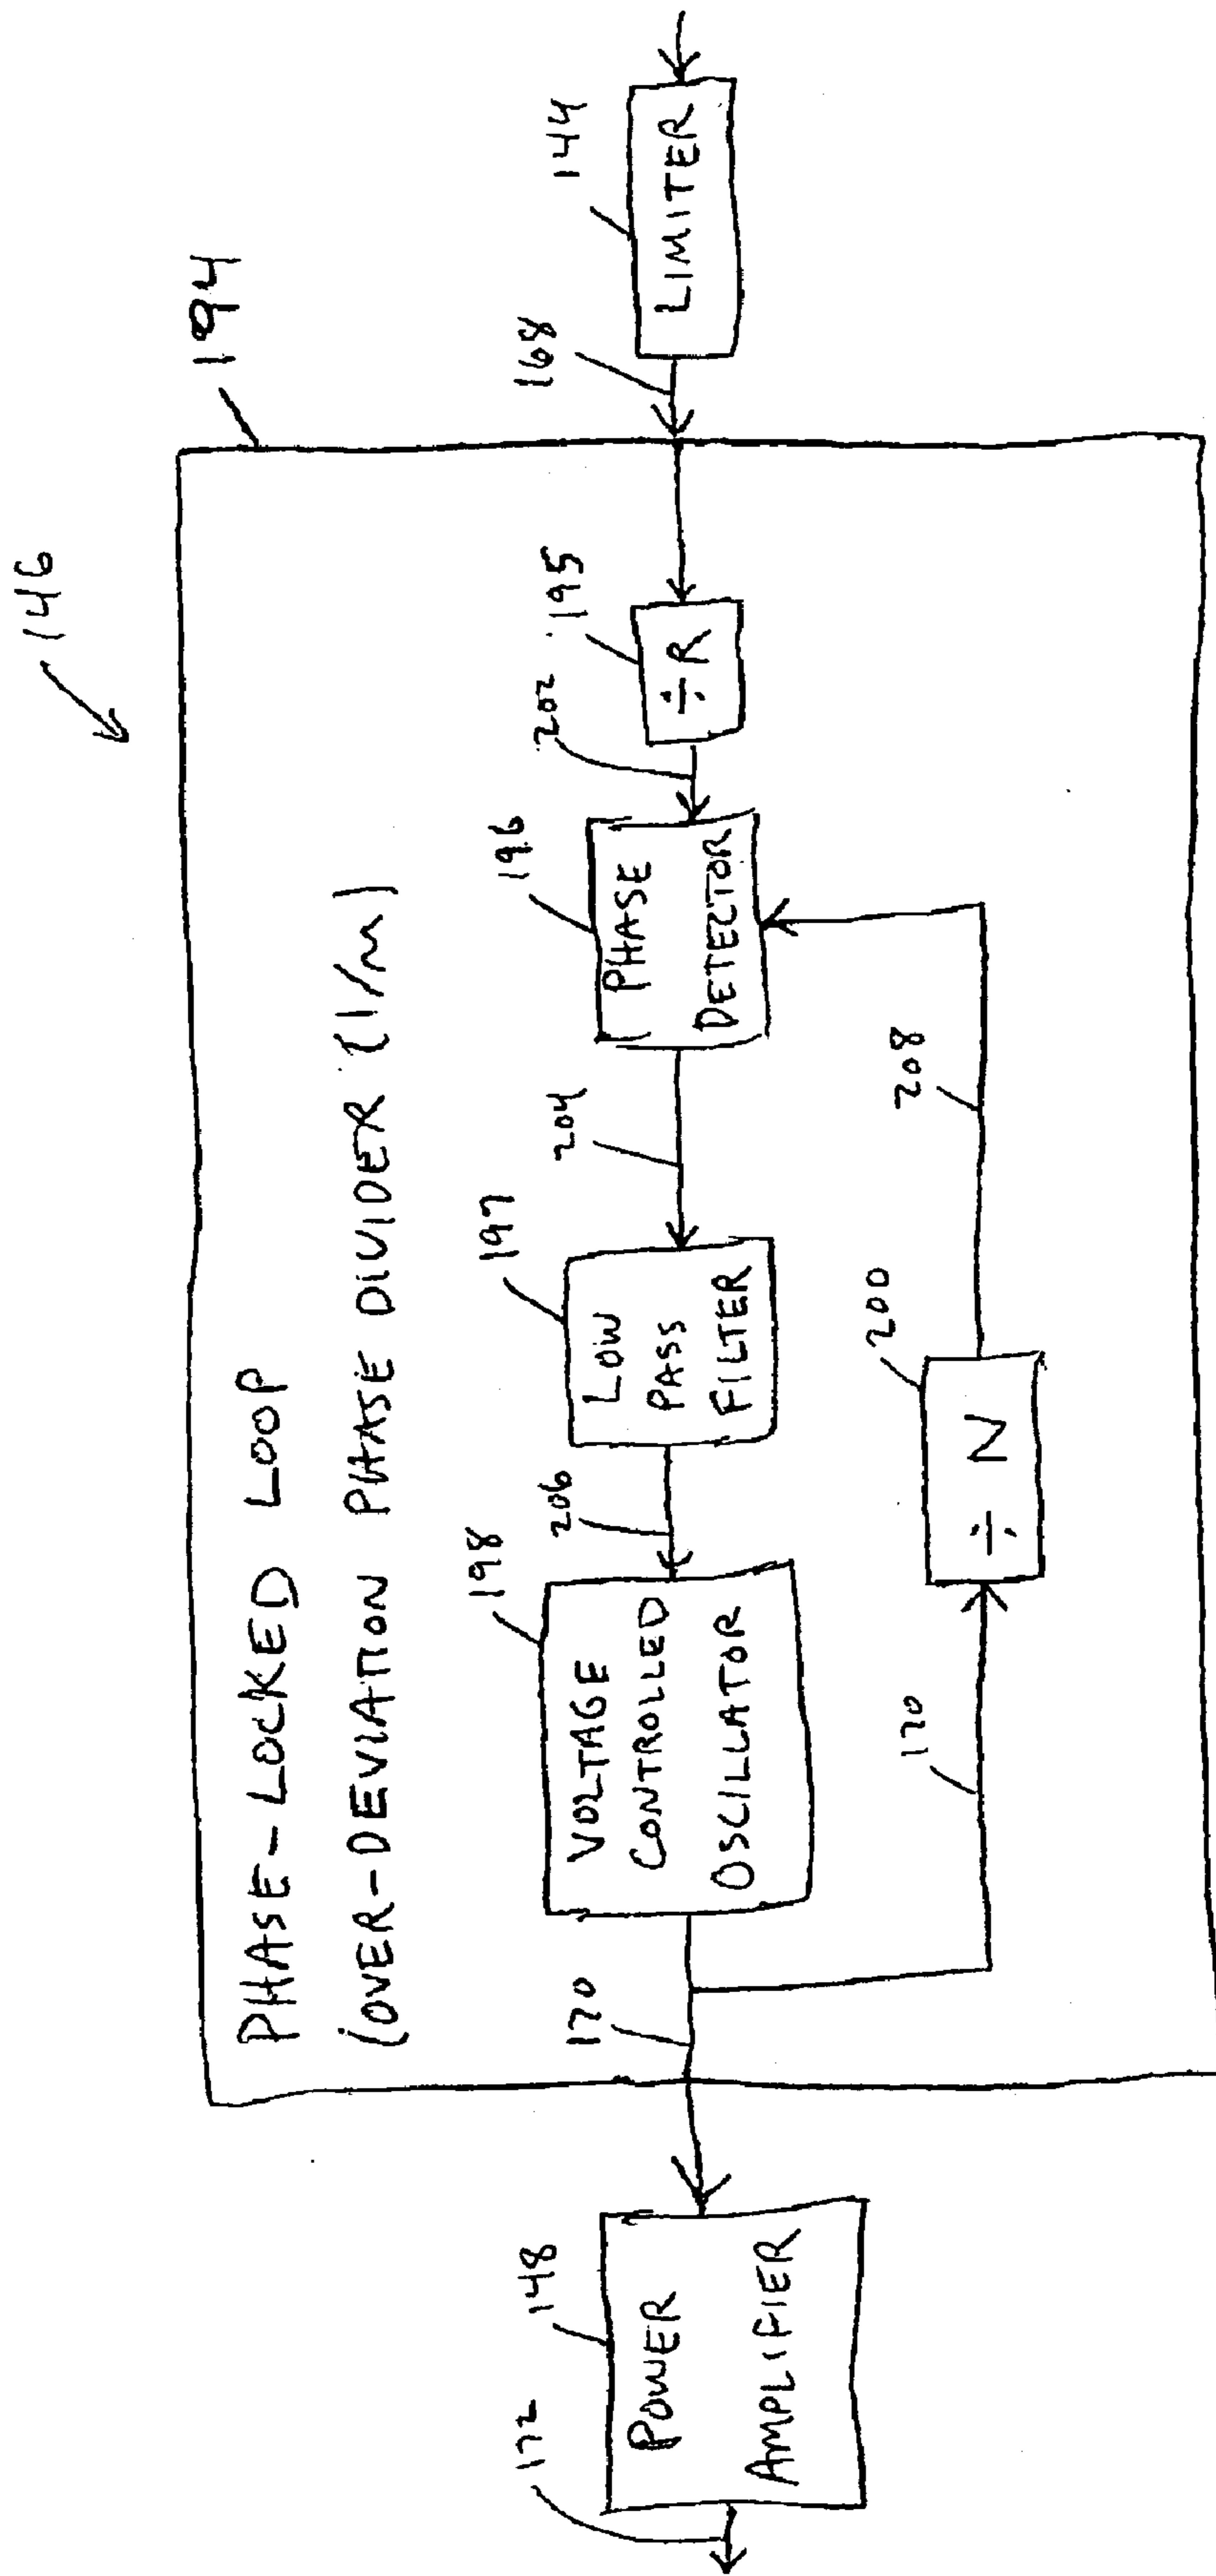 146
194
PHASE-LOCKED LOOP
(OVER-DEVIATION PHASE DIVIDER (1/m)
172
148
POWER
AMPLIFIER
170
198
VOLTAGE
CONTROLLED
OSCILLATOR
206
197
LOW
PASS
FILTER
204
196
PHASE
DETECTOR
202
195
÷R
168
144
LIMITER
170
200
÷ N
208